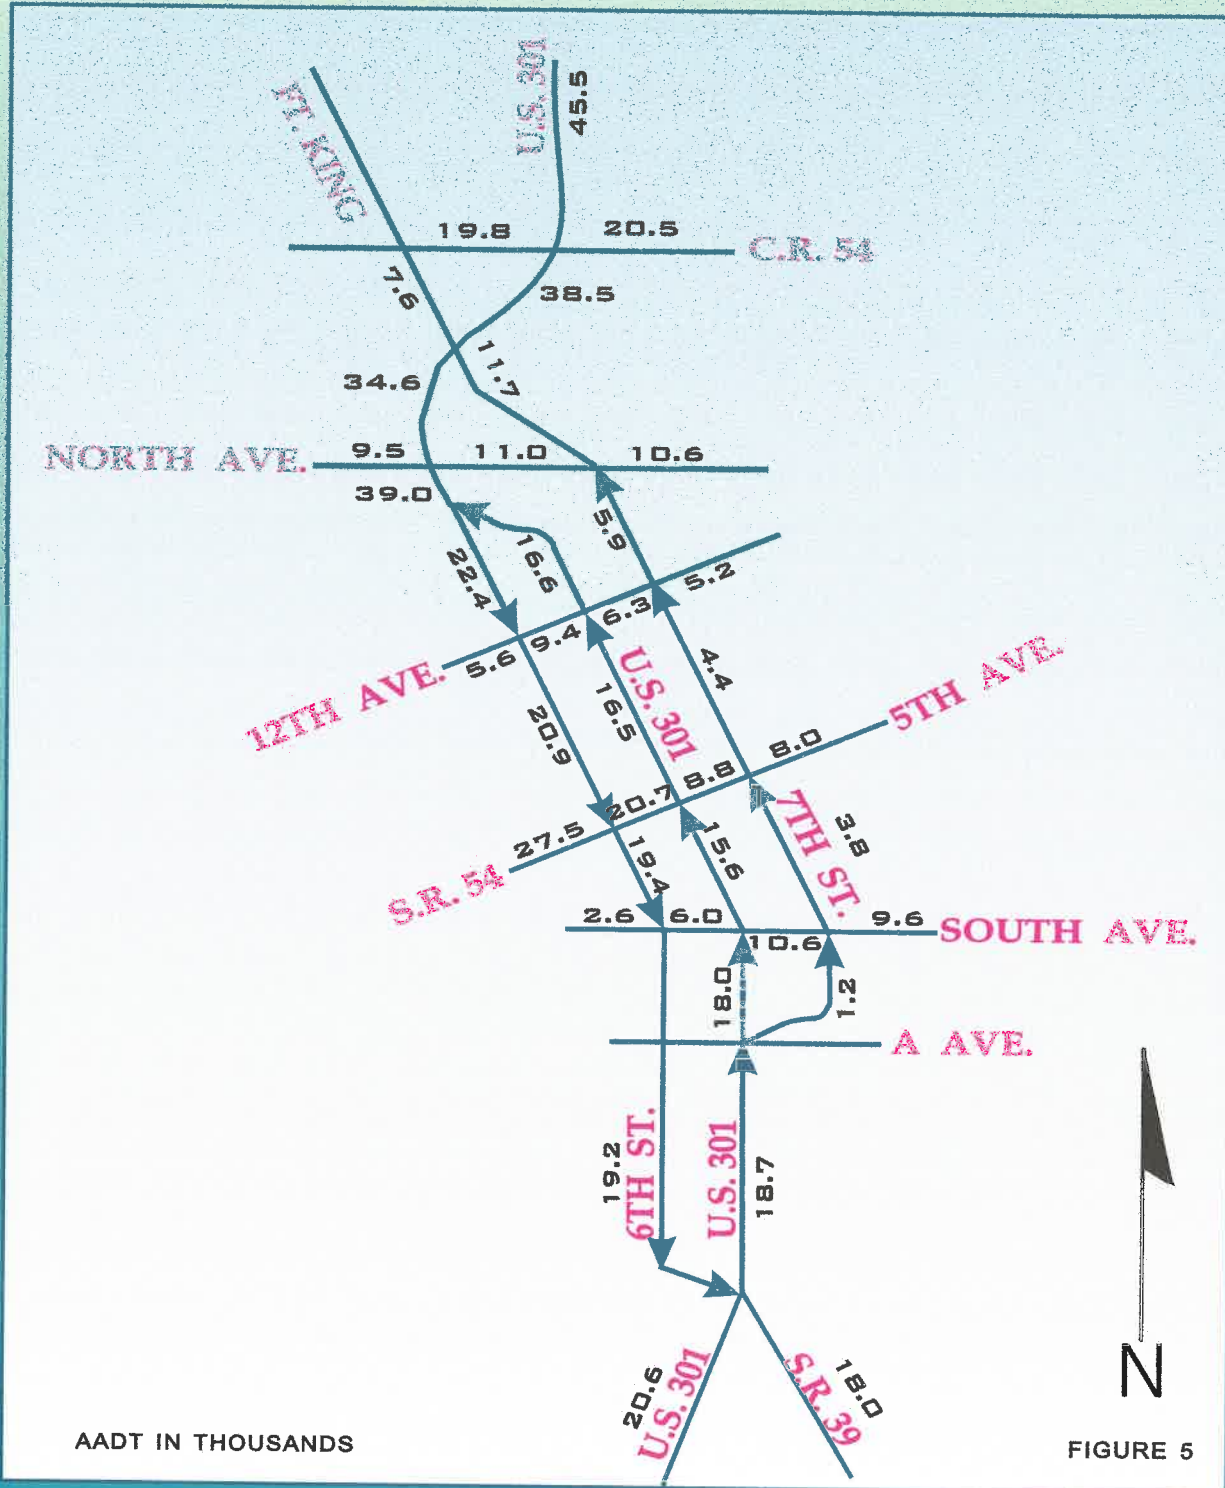 U.S. 301
45.5
FT. KING
19.8
20.5
C.R. 54
7.6
38.5
11.7
34.6
NORTH AVE.
9.5
11.0
10.6
39.0
5.9
16.6
22.4
5.2
6.3
9.4
5.6
12TH AVE.
U.S. 301
4.4
16.5
20.9
5TH AVE.
8.0
8.8
20.7
27.5
S.R. 54
7TH ST.
3.8
15.6
19.4
2.6
6.0
10.6
9.6
SOUTH AVE.
18.0
1.2
A AVE.
19.2
6TH ST.
U.S. 301
18.7
20.6
U.S. 301
S.R. 39
18.0
N
AADT IN THOUSANDS
FIGURE 5